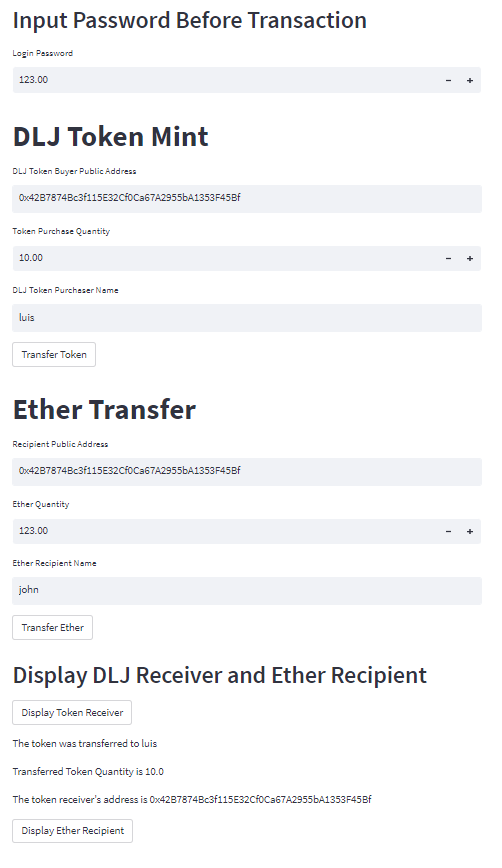 Input Password Before Transaction
Login Password
123.00
− +
DLJ Token Mint
DLJ Token Buyer Public Address
0x42B7874Bc3f115E32Cf0Ca67A2955bA1353F45Bf
Token Purchase Quantity
10.00
− +
DLJ Token Purchaser Name
luis
Transfer Token
Ether Transfer
Recipient Public Address
0x42B7874Bc3f115E32Cf0Ca67A2955bA1353F45Bf
Ether Quantity
123.00
− +
Ether Recipient Name
john
Transfer Ether
Display DLJ Receiver and Ether Recipient
Display Token Receiver
The token was transferred to luis
Transferred Token Quantity is 10.0
The token receiver's address is 0x42B7874Bc3f115E32Cf0Ca67A2955bA1353F45Bf
Display Ether Recipient